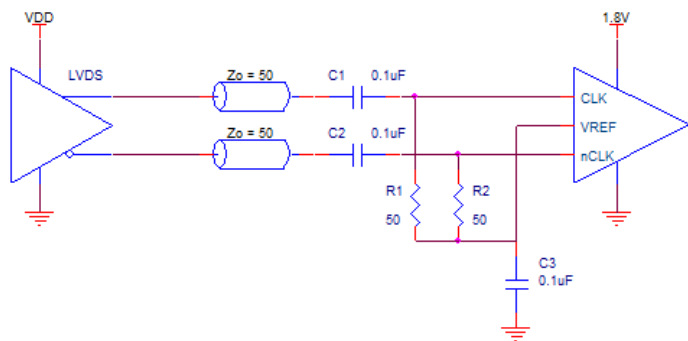 VDD
1.8V
LVDS
Zo = 50
C1
0.1uF
CLK
Zo = 50
C2
0.1uF
VREF
nCLK
R1
R2
50
50
C3
0.1uF